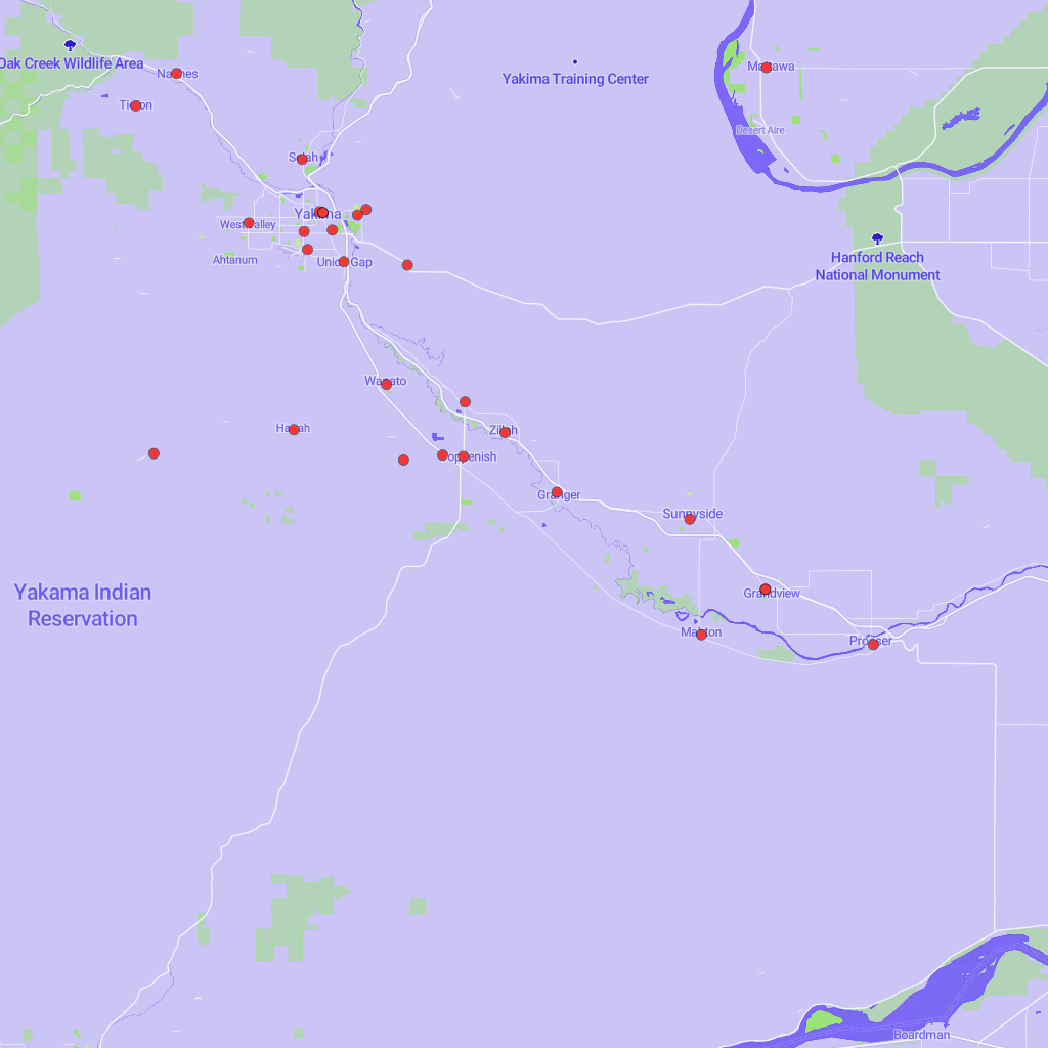 Oak Creek Wildlife Area
Naches
Tieton
Yakima Training Center
Mattawa
Desert Aire
Selah
Yakima
West Valley
Ahtanum
Union Gap
Hanford Reach
National Monument
Wapato
Harrah
Zillah
Toppenish
Granger
Sunnyside
Yakama Indian
Reservation
Grandview
Mabton
Prosser
Boardman